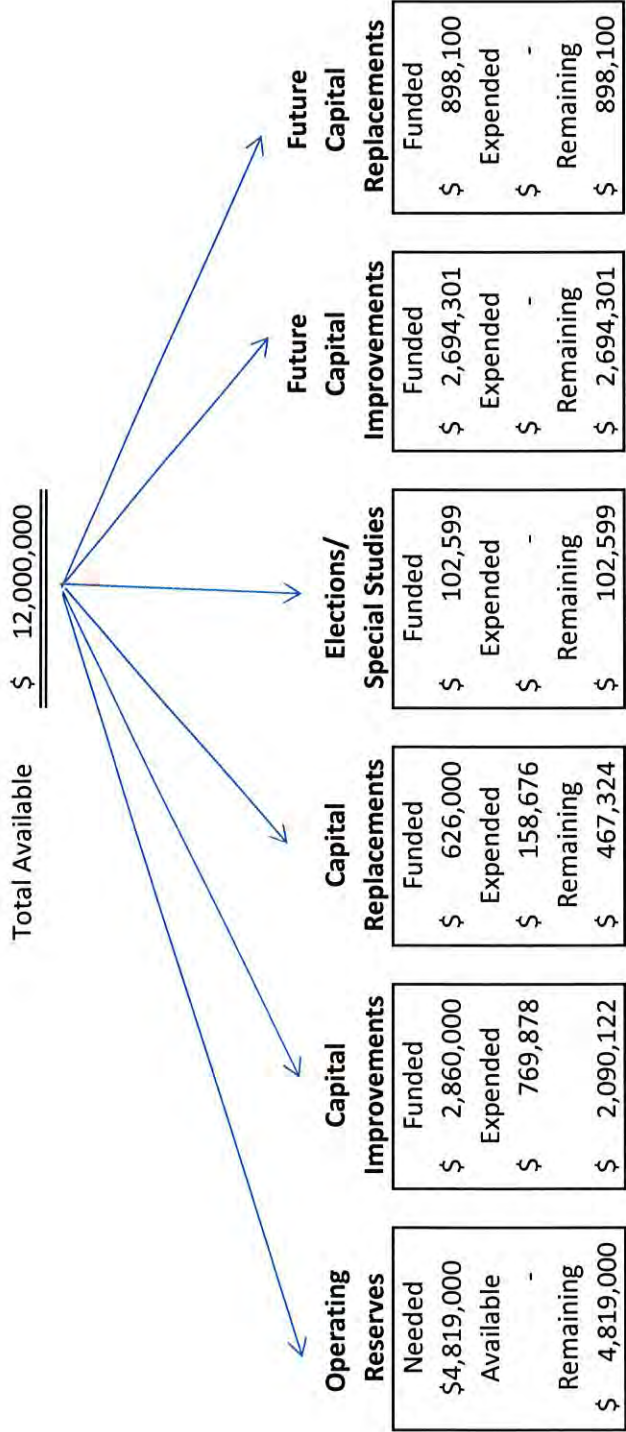 Total Available $ 12,000,000
Operating
Reserves
Needed
$4,819,000
Available
-
Remaining
$ 4,819,000
Capital
Improvements
Funded
$ 2,860,000
Expended
$ 769,878
$ 2,090,122
Capital
Replacements
Funded
$ 626,000
Expended
$ 158,676
Remaining
$ 467,324
Elections/
Special Studies
Funded
$ 102,599
Expended
$ -
Remaining
$ 102,599
Future
Capital
Improvements
Funded
$ 2,694,301
Expended
$ -
Remaining
$ 2,694,301
Future
Capital
Replacements
Funded
$ 898,100
Expended
$ -
Remaining
$ 898,100